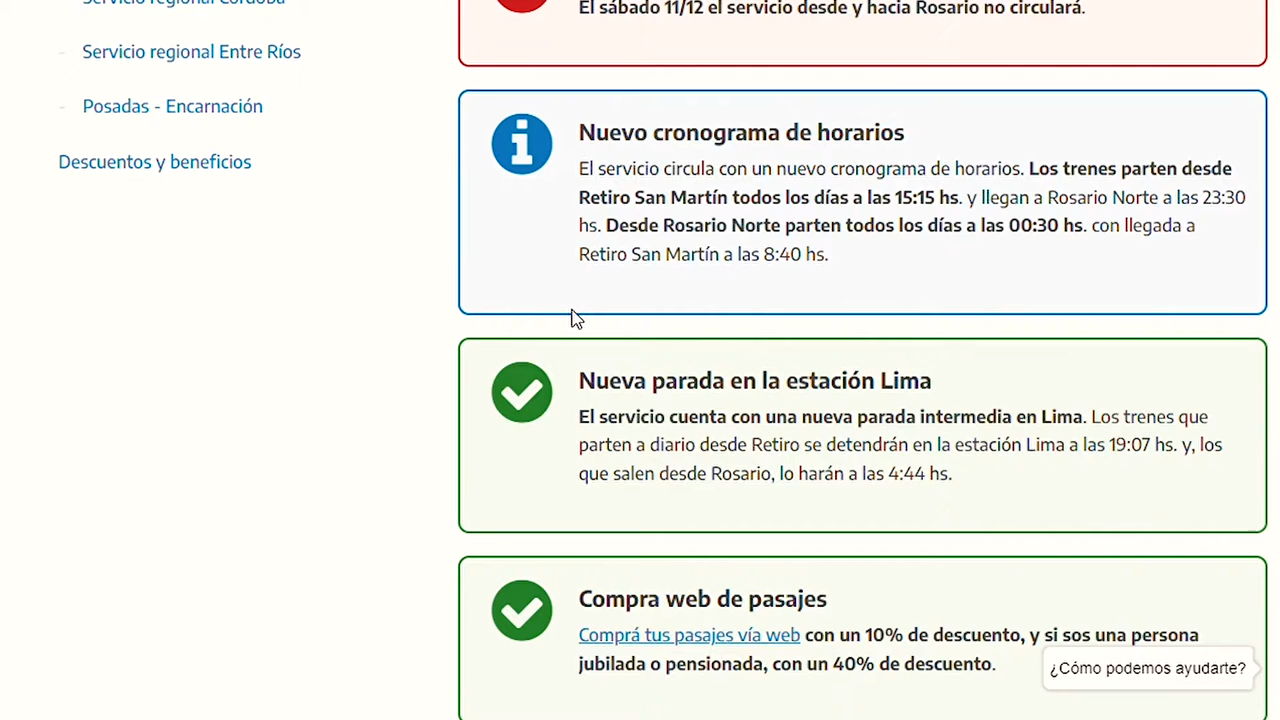 Servicio regional Córdoba
Servicio regional Entre Ríos
Posadas - Encarnación
Descuentos y beneficios
El sábado 11/12 el servicio desde y hacia Rosario no circulará.
Nuevo cronograma de horarios
El servicio circula con un nuevo cronograma de horarios. Los trenes parten desde
Retiro San Martín todos los días a las 15:15 hs. y llegan a Rosario Norte a las 23:30
hs. Desde Rosario Norte parten todos los días a las 00:30 hs. con llegada a
Retiro San Martín a las 8:40 hs.
Nueva parada en la estación Lima
El servicio cuenta con una nueva parada intermedia en Lima. Los trenes que
parten a diario desde Retiro se detendrán en la estación Lima a las 19:07 hs. y, los
que salen desde Rosario, lo harán a las 4:44 hs.
Compra web de pasajes
Comprá tus pasajes vía web con un 10% de descuento, y si sos una persona
jubilada o pensionada, con un 40% de descuento.
¿Cómo podemos ayudarte?